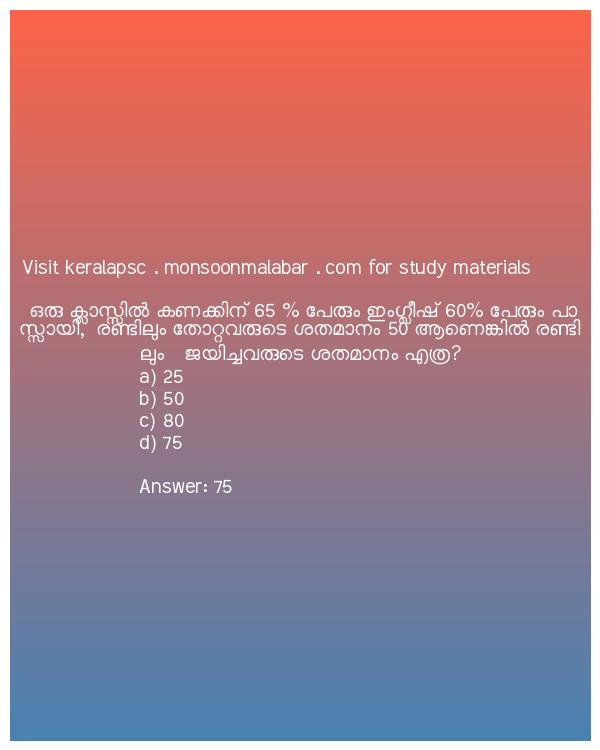 Visit keralapsc . monsoonmalabar . com for study materials
ഒരു ക്ലാസ്സിൽ കണക്കിന് 65 % പേരും ഇംഗ്ലീഷ് 60% പേരും പാ
സ്സായി, രണ്ടിലും തോറ്റവരുടെ ശതമാനം 50 ആണെങ്കിൽ രണ്ടി
ലും ജയിച്ചവരുടെ ശതമാനം എത്ര?
a) 25
b) 50
c) 80
d) 75
Answer: 75